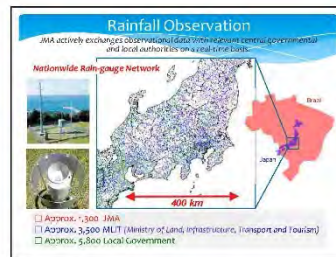 Rainfall Observation
JMA actively exchanges observational data with relevant central governmental
and local authorities on a real-time basis.
Nationwide Rain-gauge Network
Brazil
Japan
400 km
Approx. 1,300 JMA
Approx. 3,500 MLIT (Ministry of Land, Infrastructure, Transport and Tourism)
Approx. 5,800 Local Government